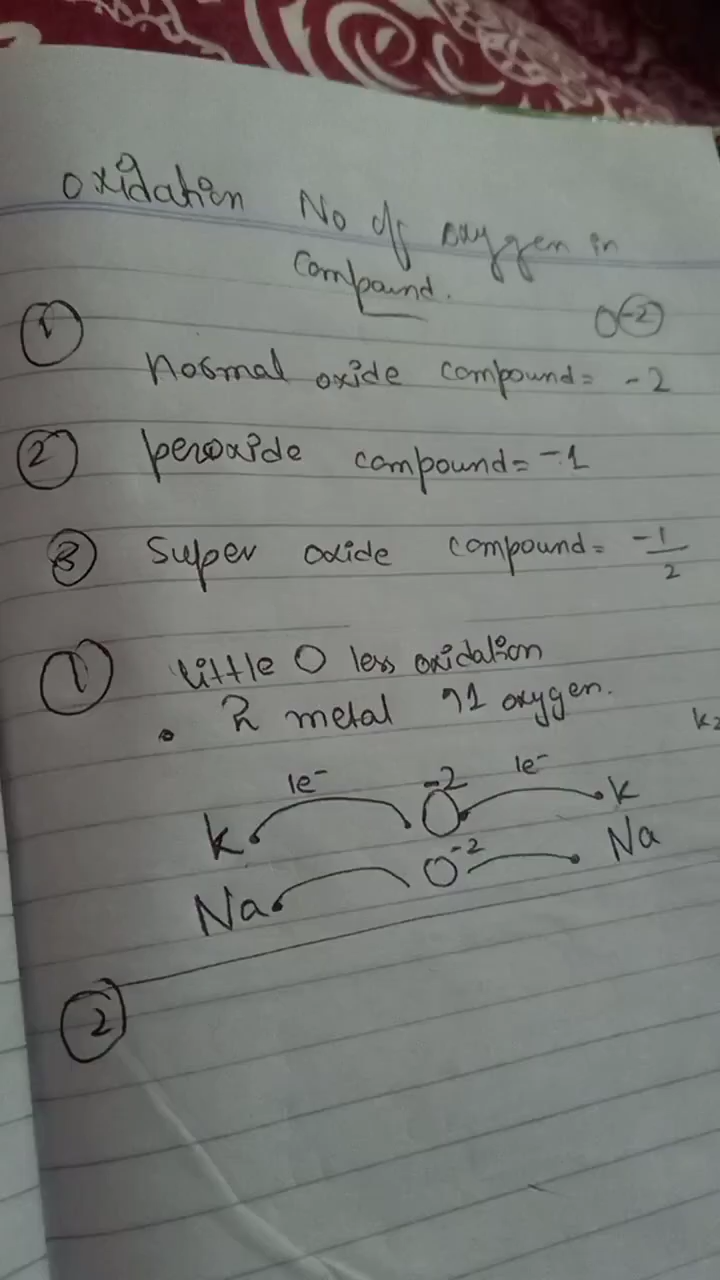 oxidation No of oxygen in
compound.
① O -2
normal oxide compound = -2
② peroxide compound = -1
③ Super oxide compound = -1/2
① little O less oxidation
• 2 metal 1 oxygen.
K₂
1e⁻ 1e⁻
K O⁻² K
Na O⁻² Na
②